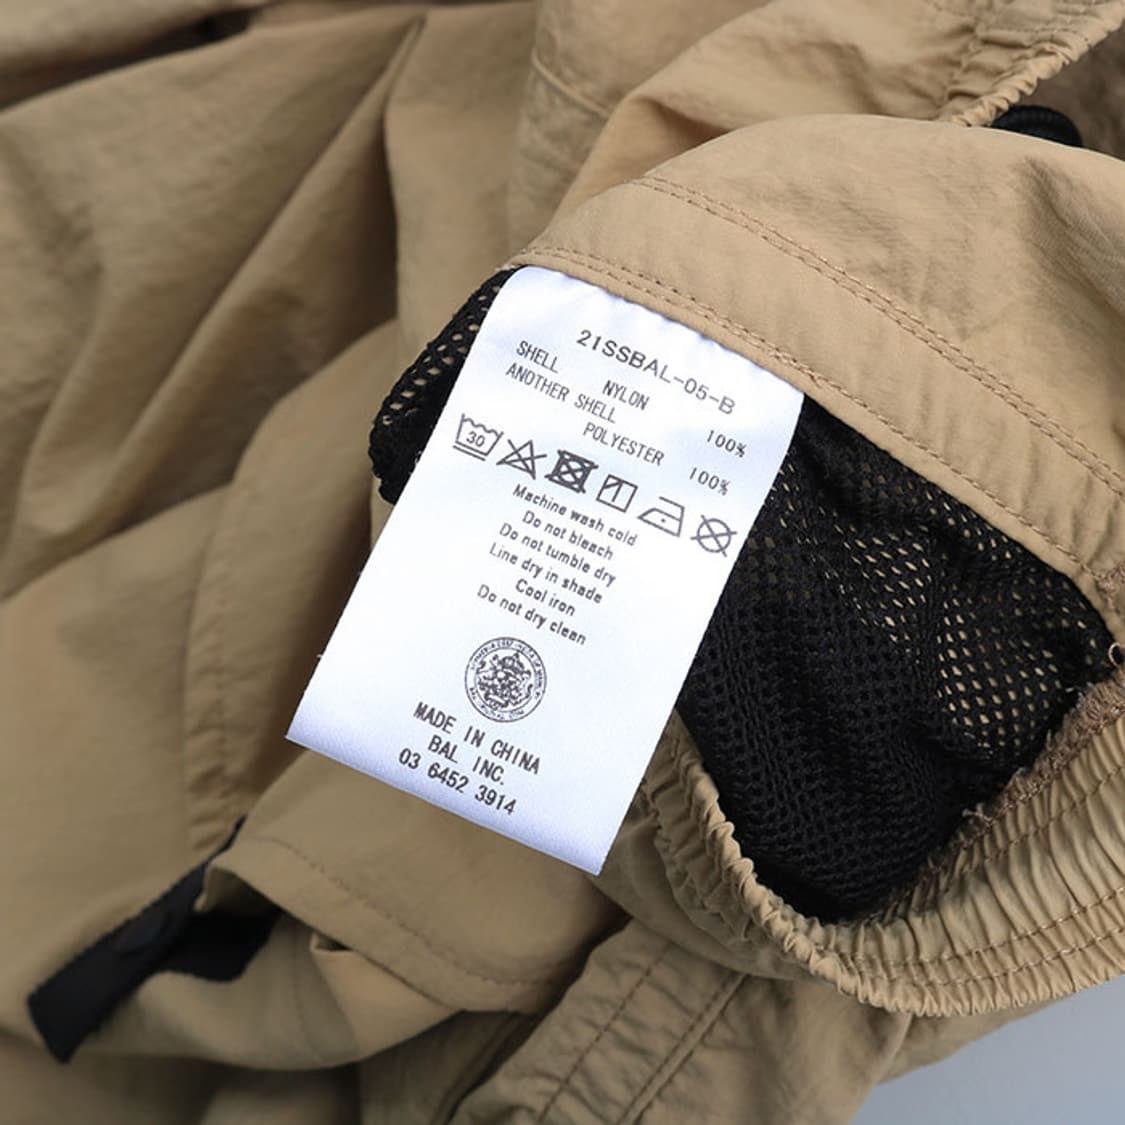 21SSBAL-05-B
SHELL
NYLON 100%
ANOTHER SHELL
POLYESTER 100%
30
Machine wash cold
Do not bleach
Do not tumble dry
Line dry in shade
Cool iron
Do not dry clean
MADE IN CHINA
BAL INC.
03 6452 3914